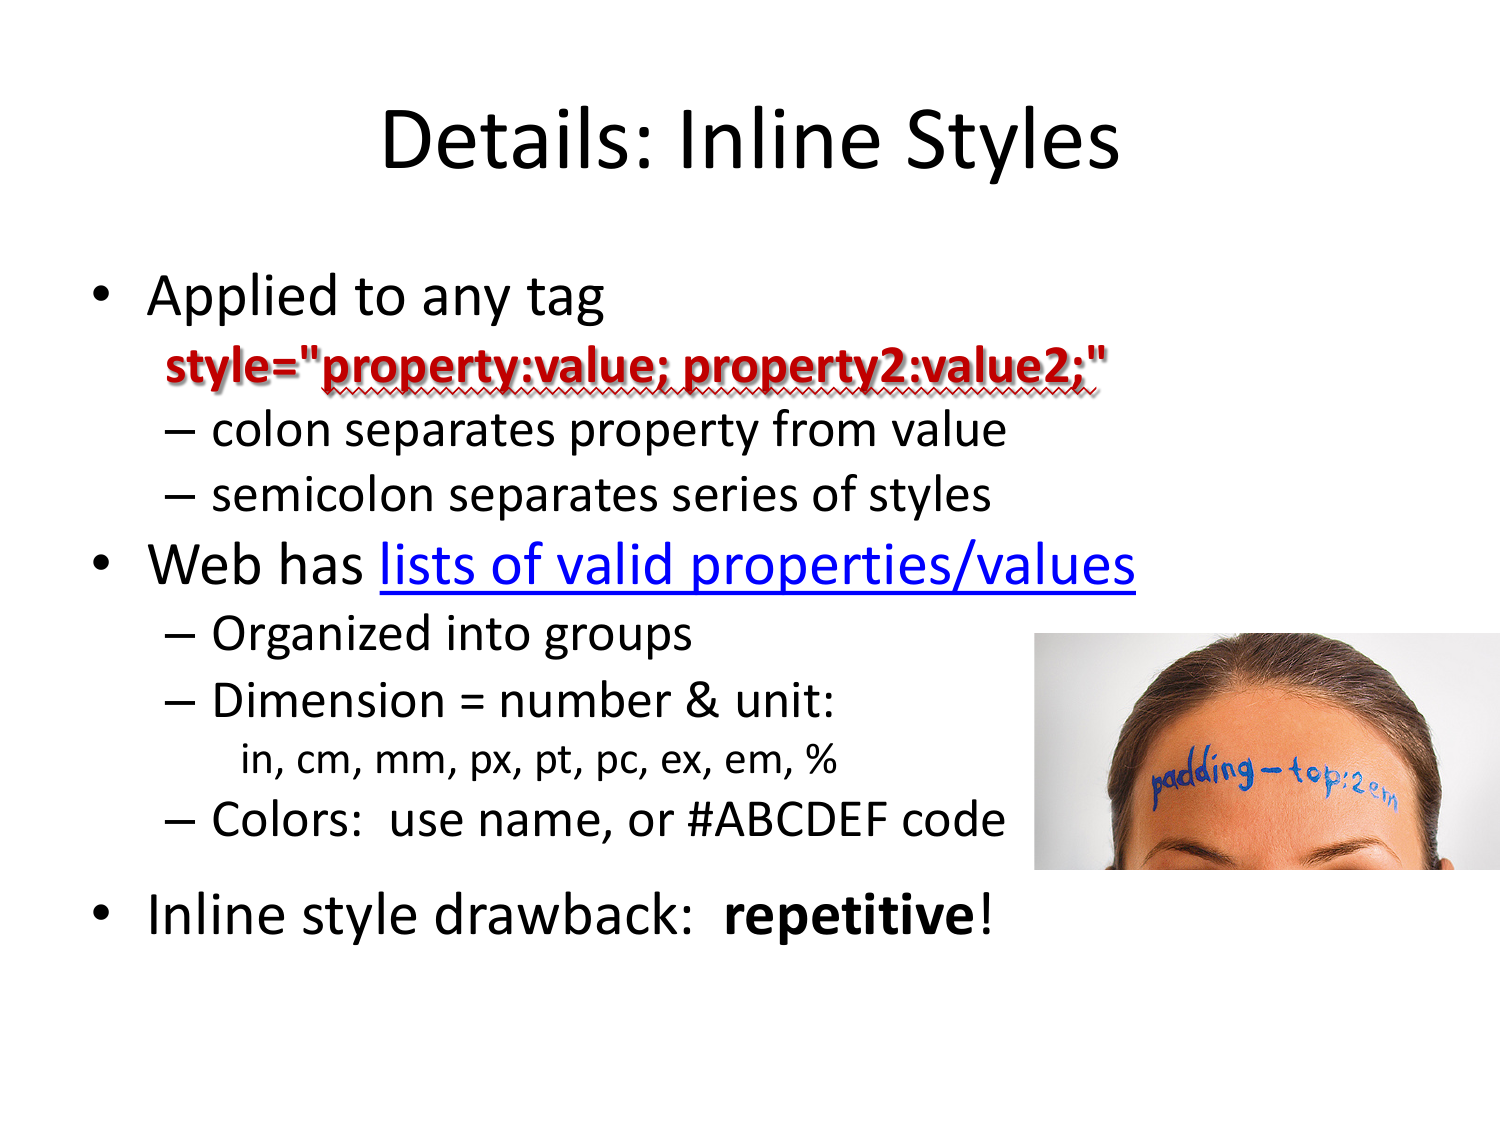 Details: Inline Styles
• Applied to any tag
style="property:value; property2:value2;"
– colon separates property from value
– semicolon separates series of styles
• Web has lists of valid properties/values
– Organized into groups
– Dimension = number & unit:
in, cm, mm, px, pt, pc, ex, em, %
– Colors:  use name, or #ABCDEF code
padding-top:2em
• Inline style drawback:  repetitive!